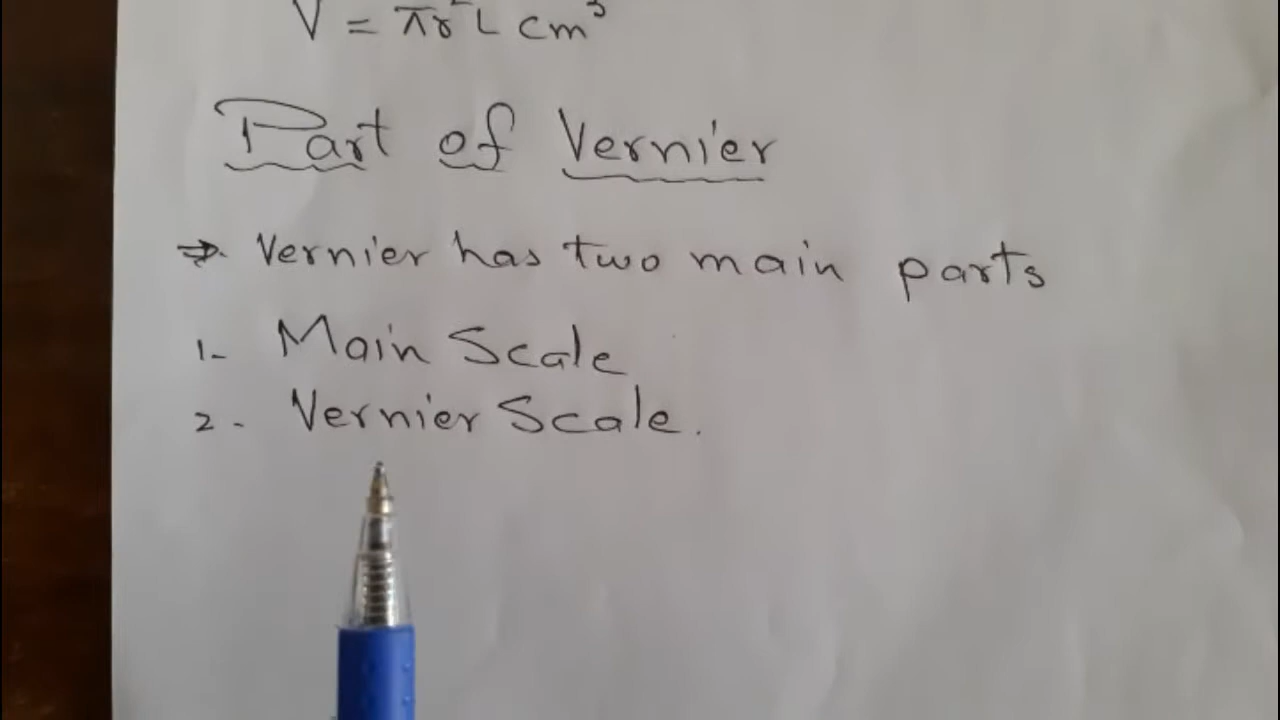 V = πr²L cm³
Part of Vernier
⇒ Vernier has two main parts
1- Main Scale
2- Vernier Scale.